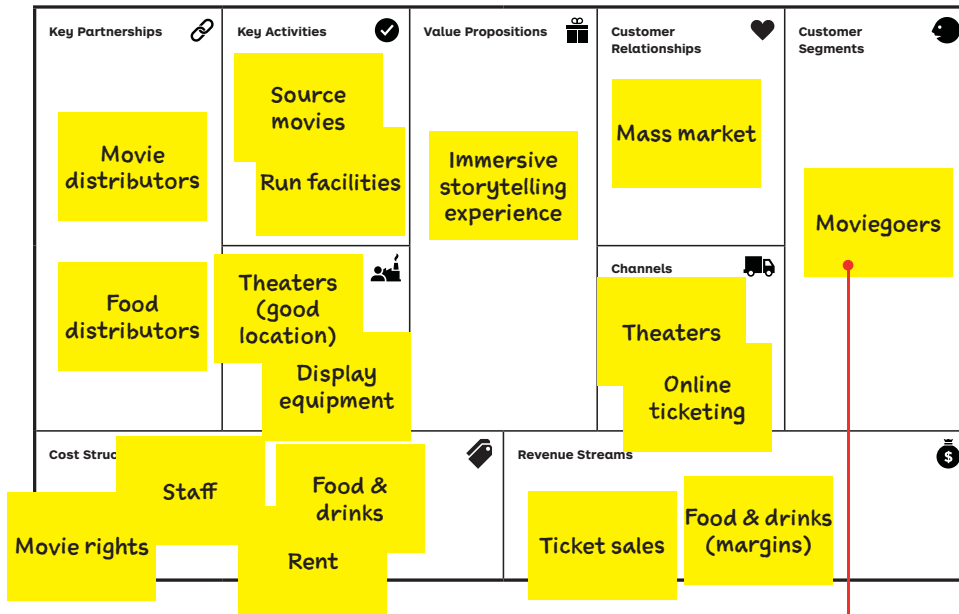 Key Partnerships
Movie
distributors
Food
distributors
Key Activities
Source
movies
Run facilities
Theaters
(good
location)
Display
equipment
Value Propositions
Immersive
storytelling
experience
Customer
Relationships
Mass market
Channels
Theaters
Online
ticketing
Customer
Segments
Moviegoers
Cost Struc
Staff
Movie rights
Food &
drinks
Rent
Revenue Streams
Ticket sales
Food & drinks
(margins)
$